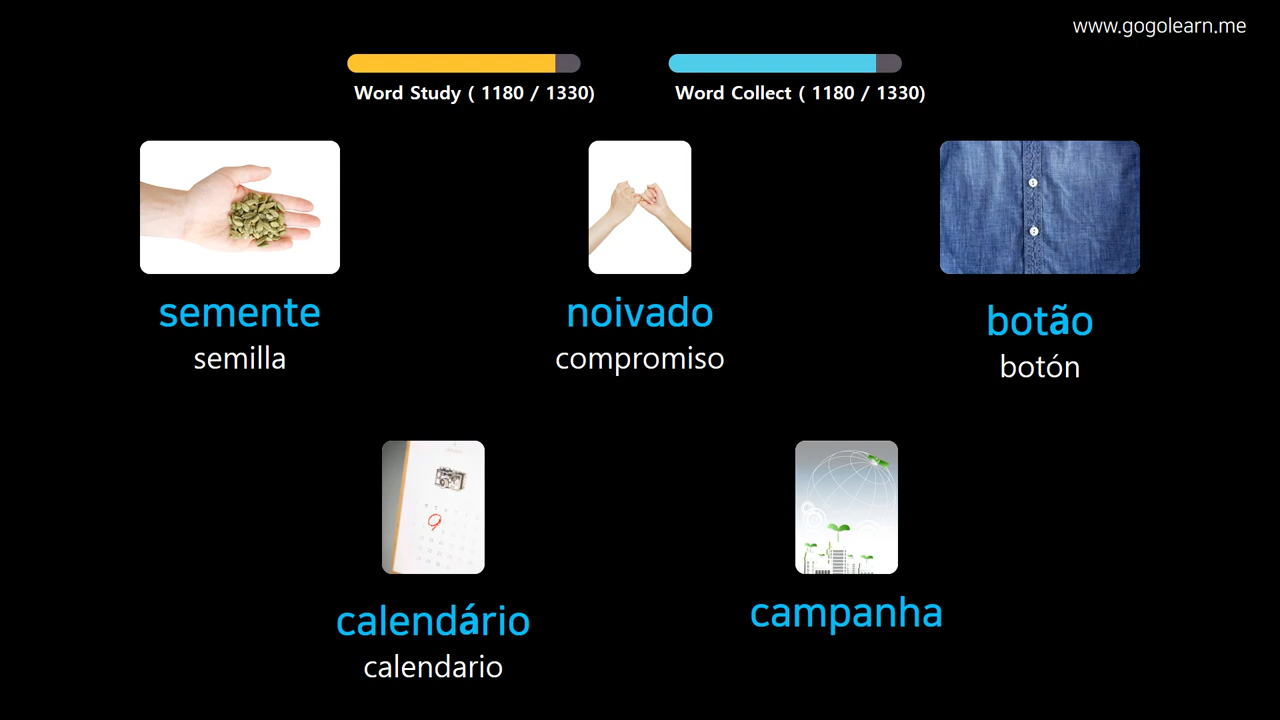 www.gogolearn.me
Word Study ( 1180 / 1330)
Word Collect ( 1180 / 1330)
semente
semilla
noivado
compromiso
botão
botón
calendário
calendario
campanha